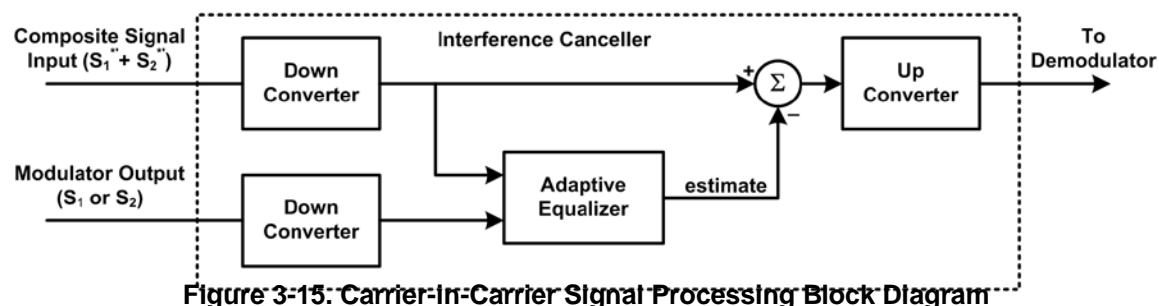 Composite Signal
Input (S₁*' + S₂*')
Interference Canceller
To
Demodulator
Down
Converter
+
Σ
−
Up
Converter
Modulator Output
(S₁ or S₂)
Down
Converter
Adaptive
Equalizer
estimate
Figure 3-15. Carrier-in-Carrier Signal Processing Block Diagram